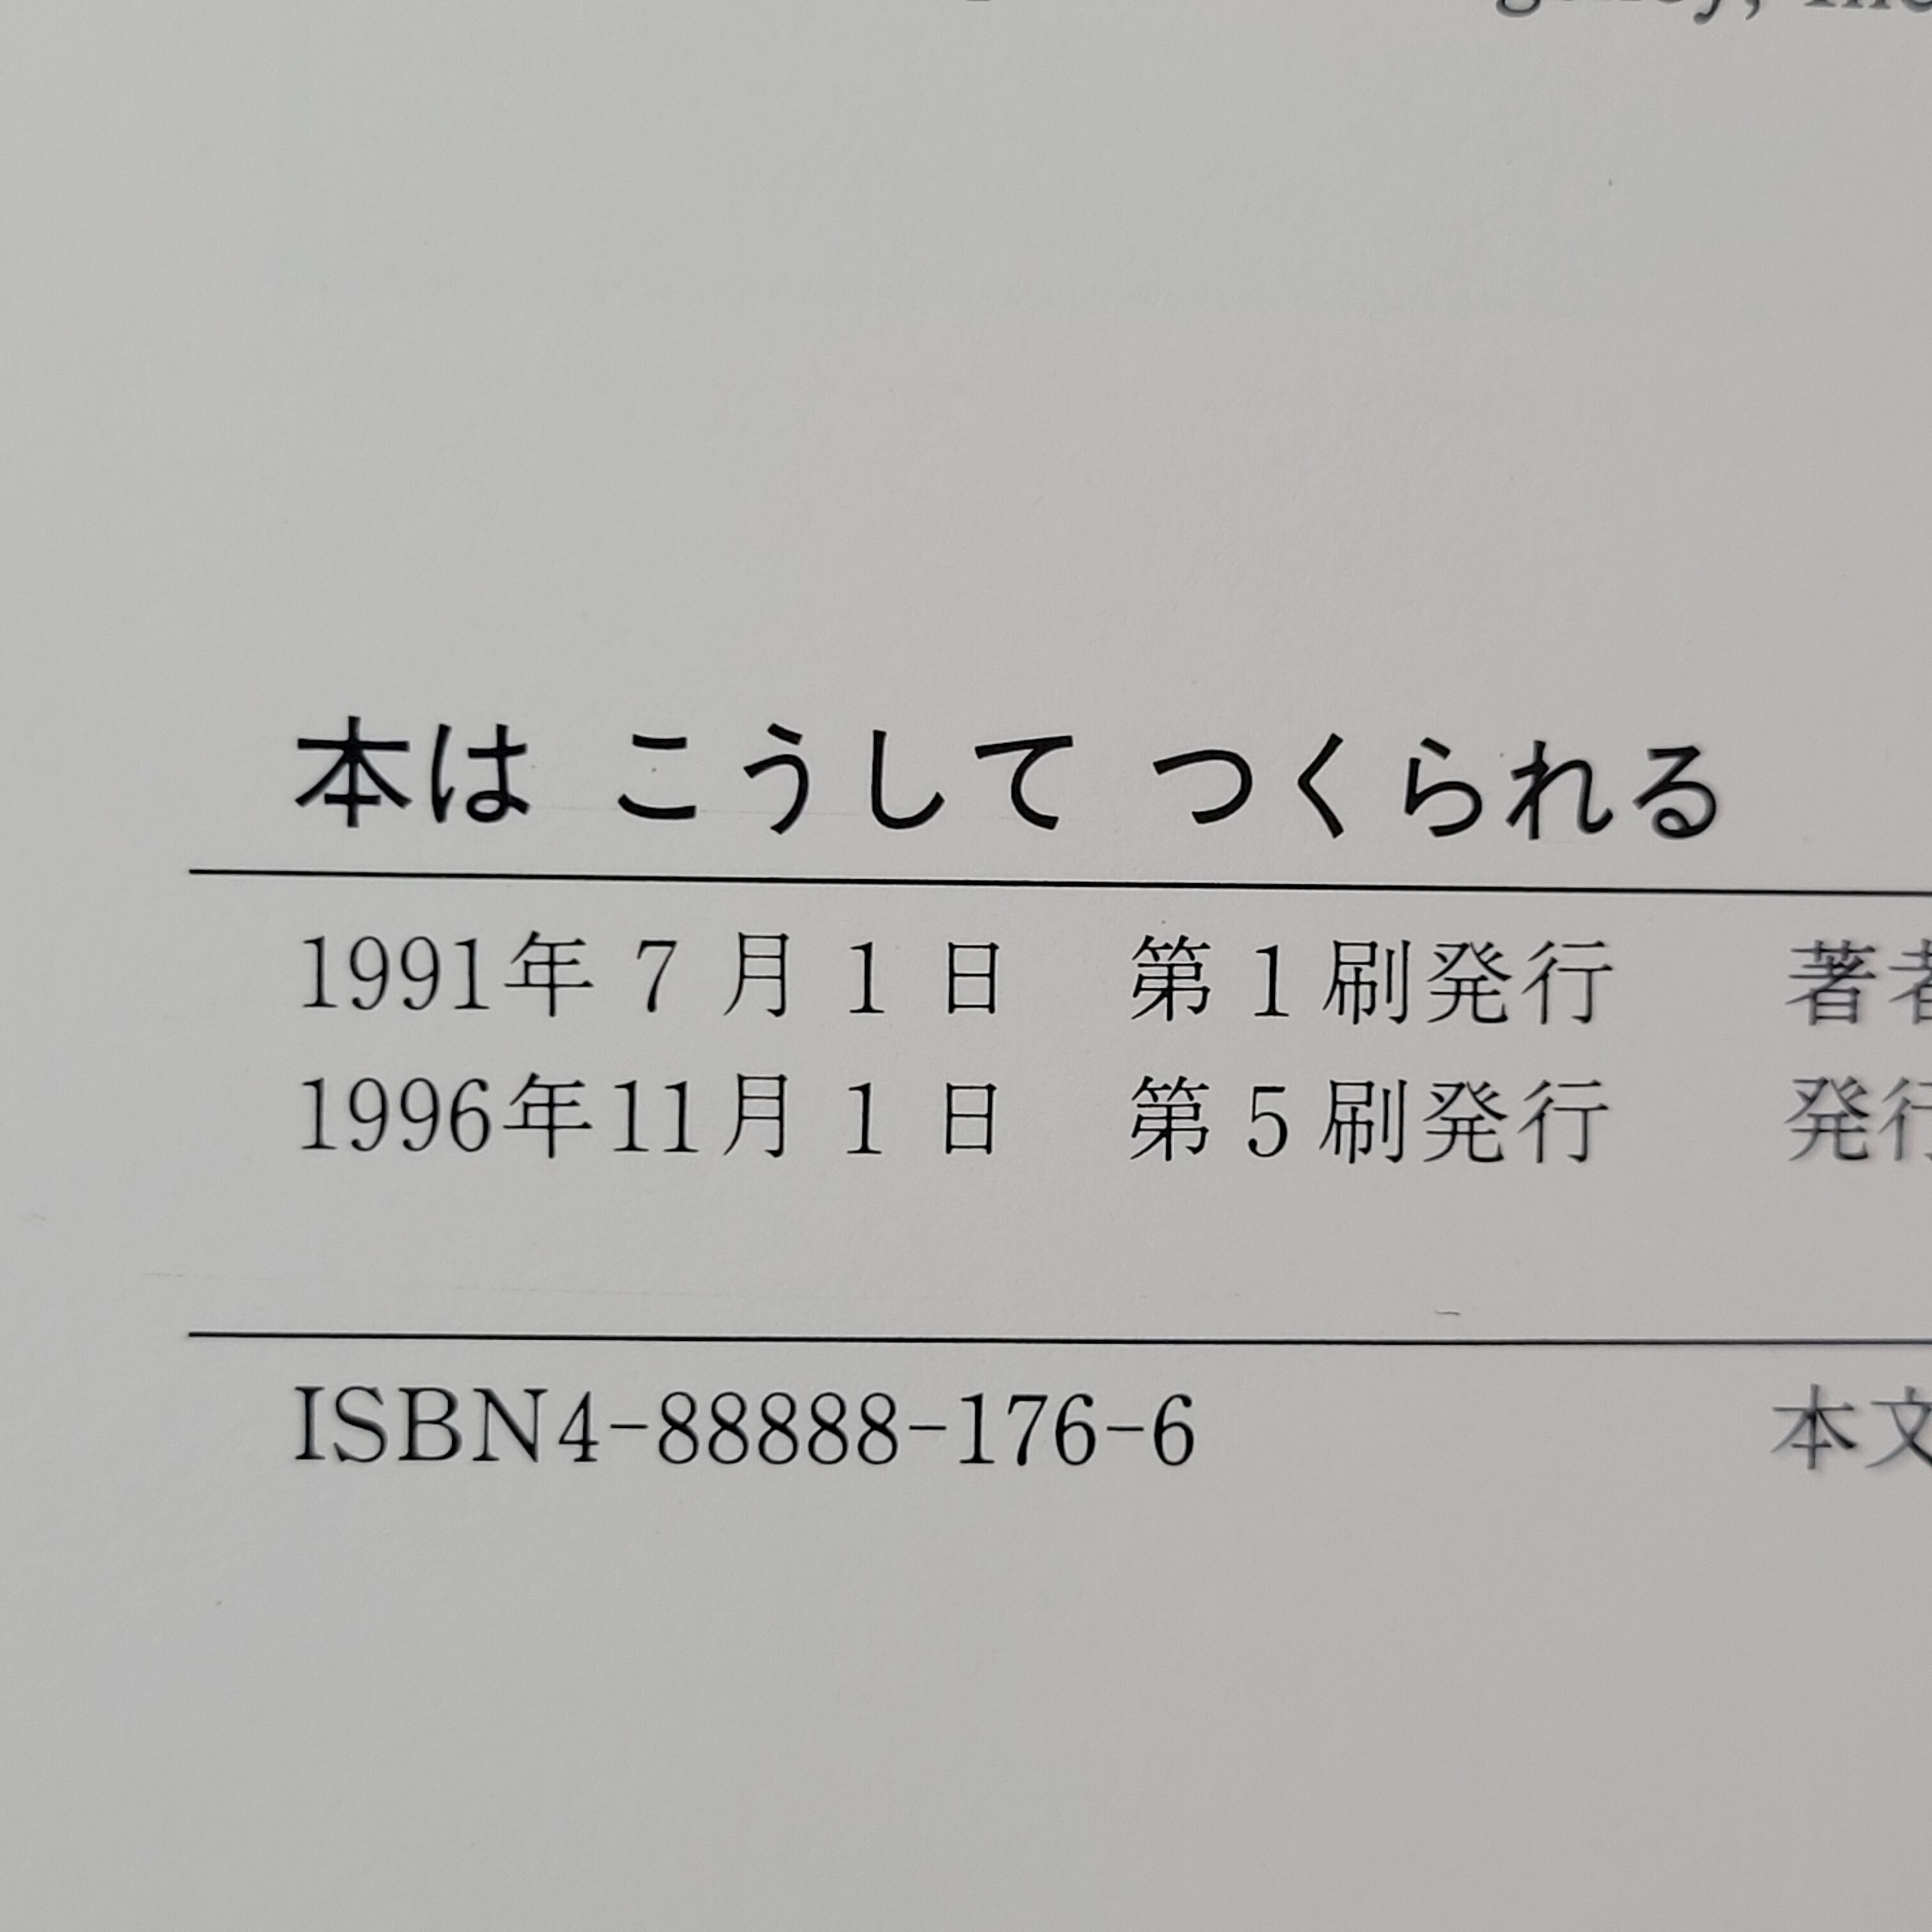 本は こうして つくられる
1991年 7 月 1 日 第 1 刷発行 著者
1996年11月 1 日 第 5 刷発行 発行
ISBN4-88888-176-6 本文